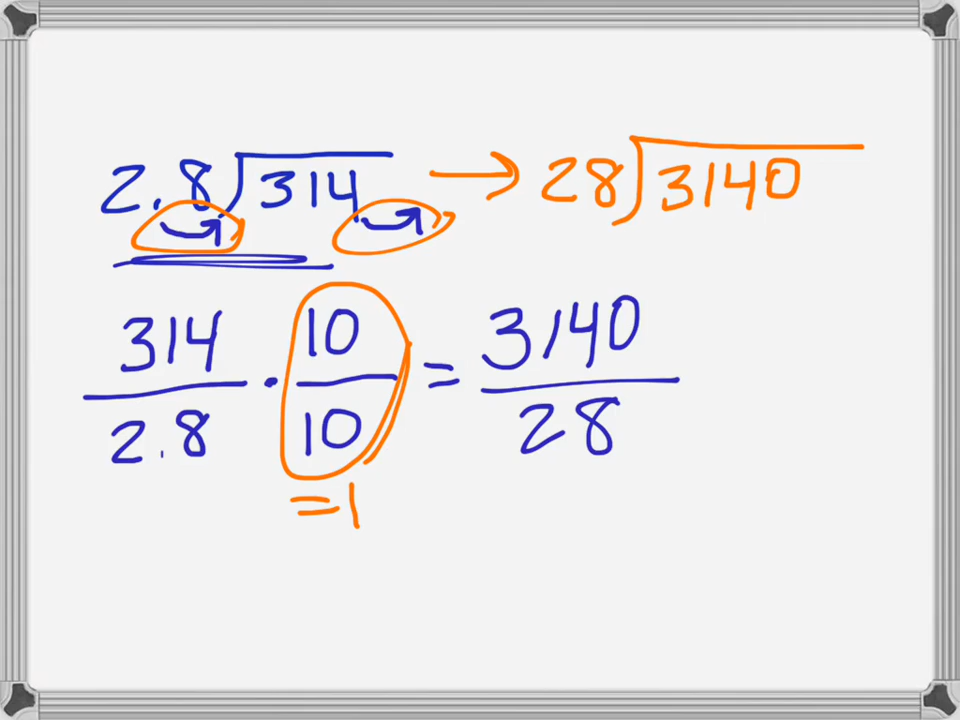 2.8)314 → 28)3140
314/2.8 · 10/10 = 3140/28
=1